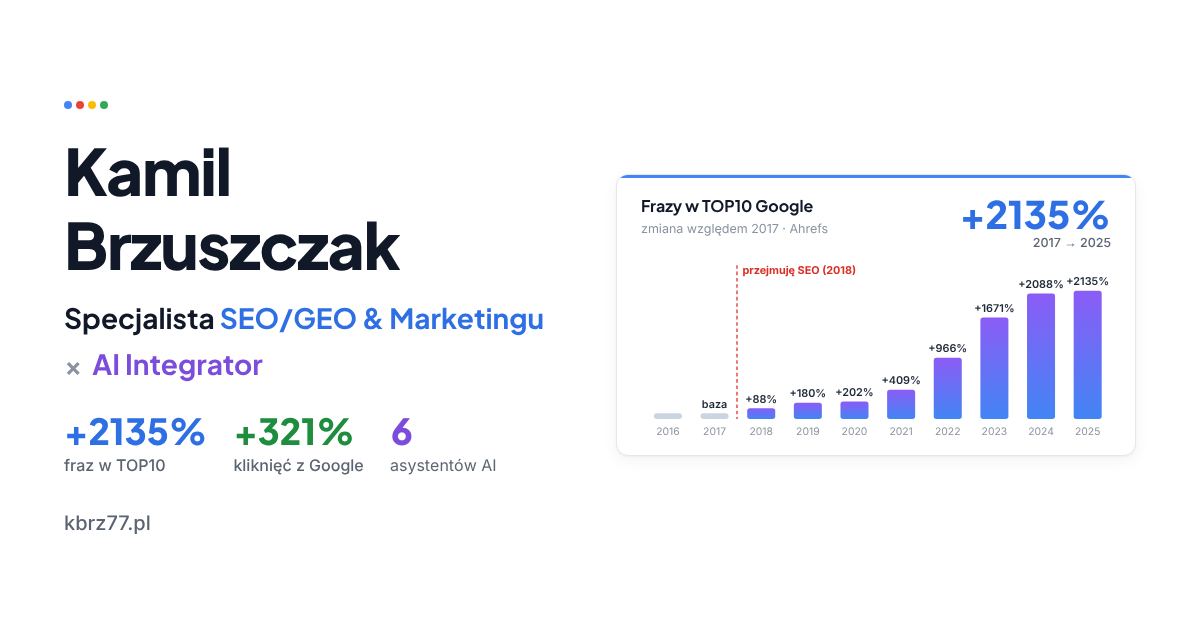 Kamil
Brzuszczak
Specjalista SEO/GEO & Marketingu
× AI Integrator
+2135% +321% 6
fraz w TOP10 kliknięć z Google asystentów AI
kbrz77.pl
Frazy w TOP10 Google
zmiana względem 2017 · Ahrefs
+2135%
2017 → 2025
przejmuję SEO (2018)
baza +88% +180% +202% +409% +966% +1671% +2088% +2135%
2016 2017 2018 2019 2020 2021 2022 2023 2024 2025